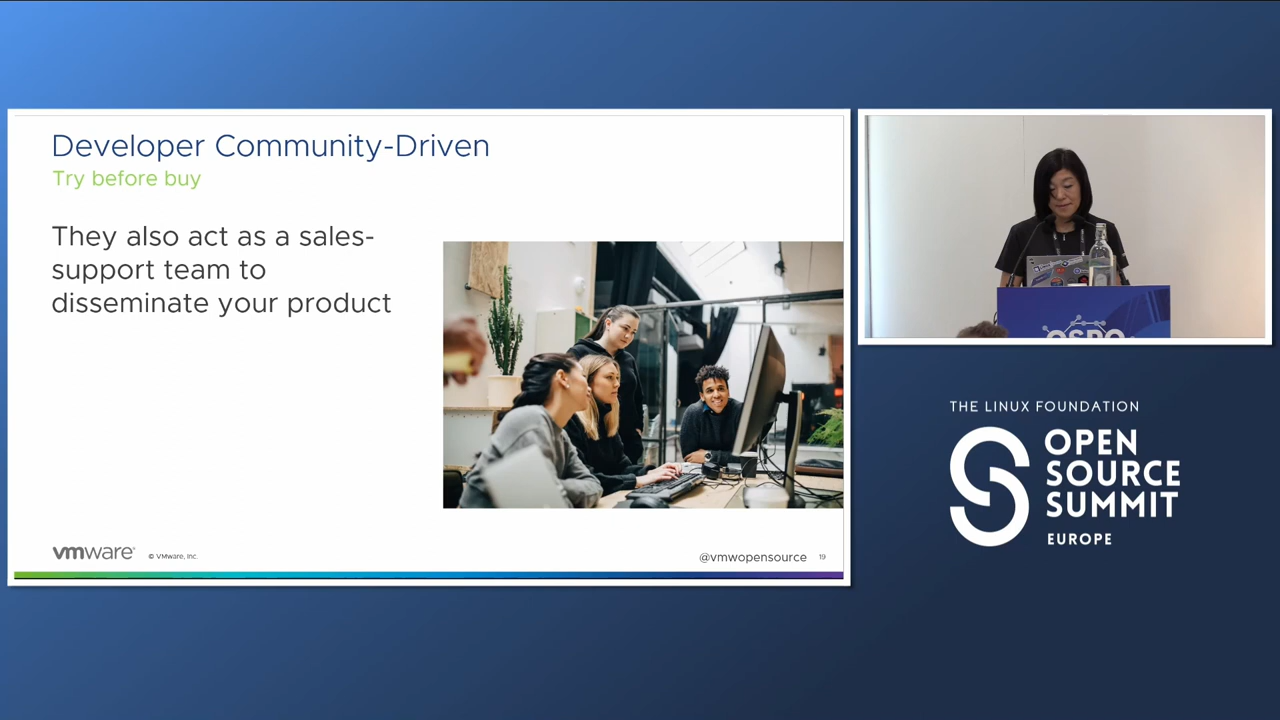 Developer Community-Driven
Try before buy
They also act as a sales-
support team to
disseminate your product
vmware®
© VMware, Inc.
@vmwopensource
19
OSPO
THE LINUX FOUNDATION
OPEN
SOURCE
SUMMIT
EUROPE